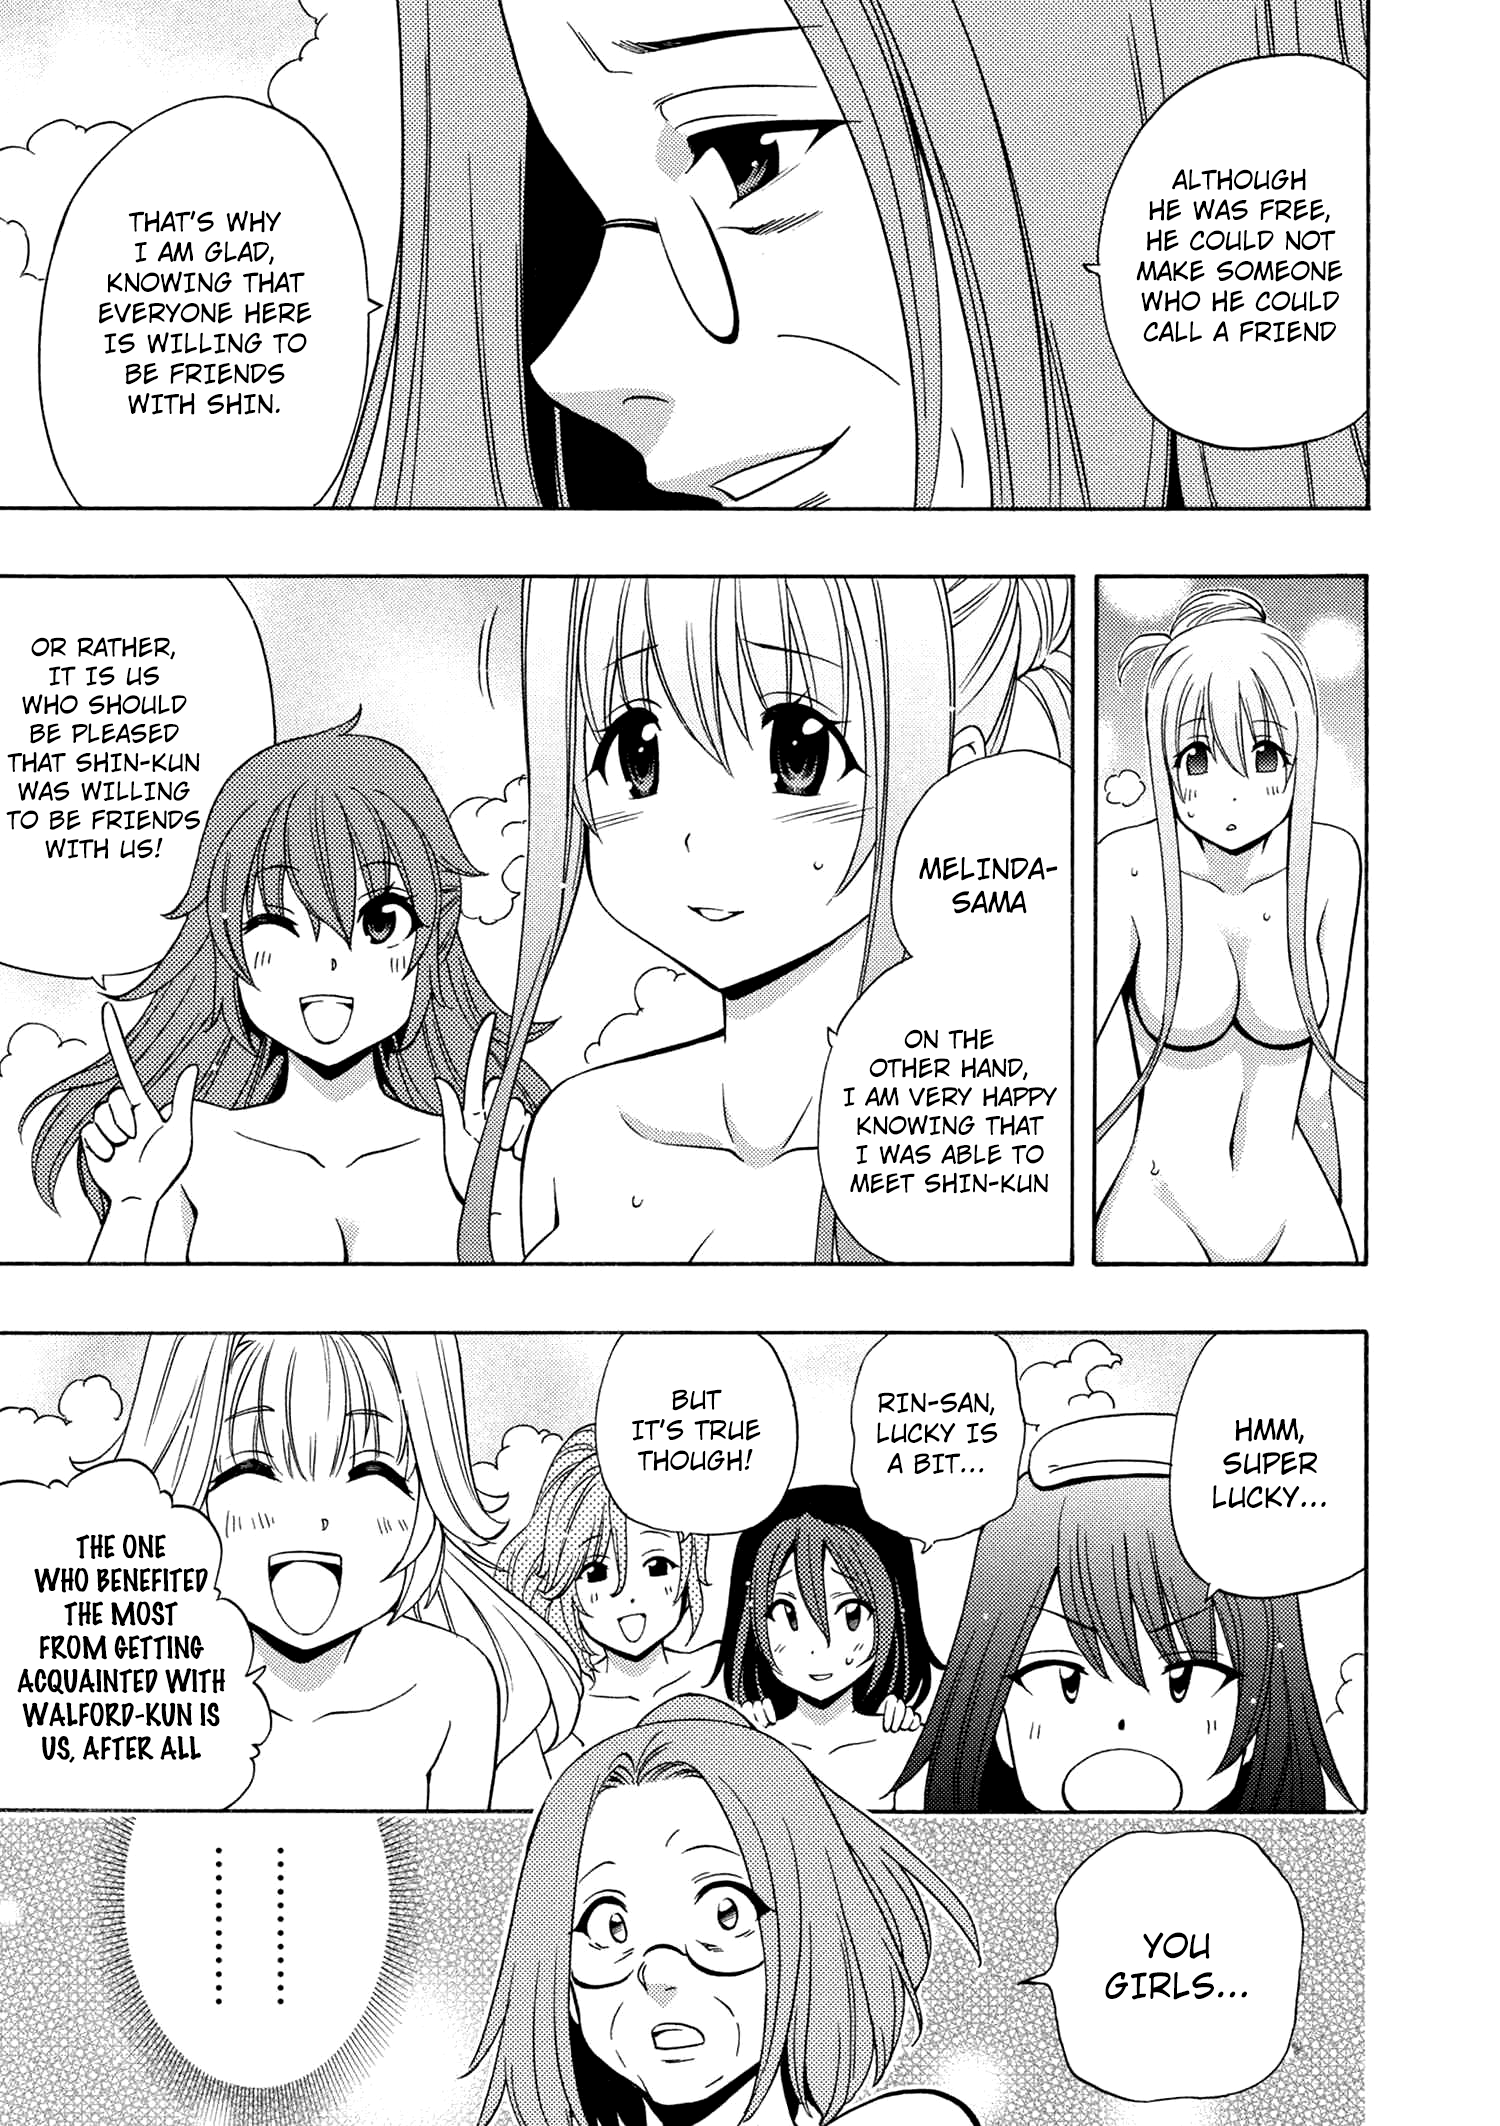 ALTHOUGH
HE WAS FREE,
HE COULD NOT
MAKE SOMEONE
WHO HE COULD
CALL A FRIEND
THAT'S WHY
I AM GLAD,
KNOWING THAT
EVERYONE HERE
IS WILLING TO
BE FRIENDS
WITH SHIN.
MELINDA-
SAMA
ON THE
OTHER HAND,
I AM VERY HAPPY
KNOWING THAT
I WAS ABLE TO
MEET SHIN-KUN
OR RATHER,
IT IS US
WHO SHOULD
BE PLEASED
THAT SHIN-KUN
WAS WILLING
TO BE FRIENDS
WITH US!
HMM,
SUPER
LUCKY...
RIN-SAN,
LUCKY IS
A BIT...
BUT
IT'S TRUE
THOUGH!
THE ONE
WHO BENEFITED
THE MOST
FROM GETTING
ACQUAINTED WITH
WALFORD-KUN IS
US, AFTER ALL
YOU
GIRLS...